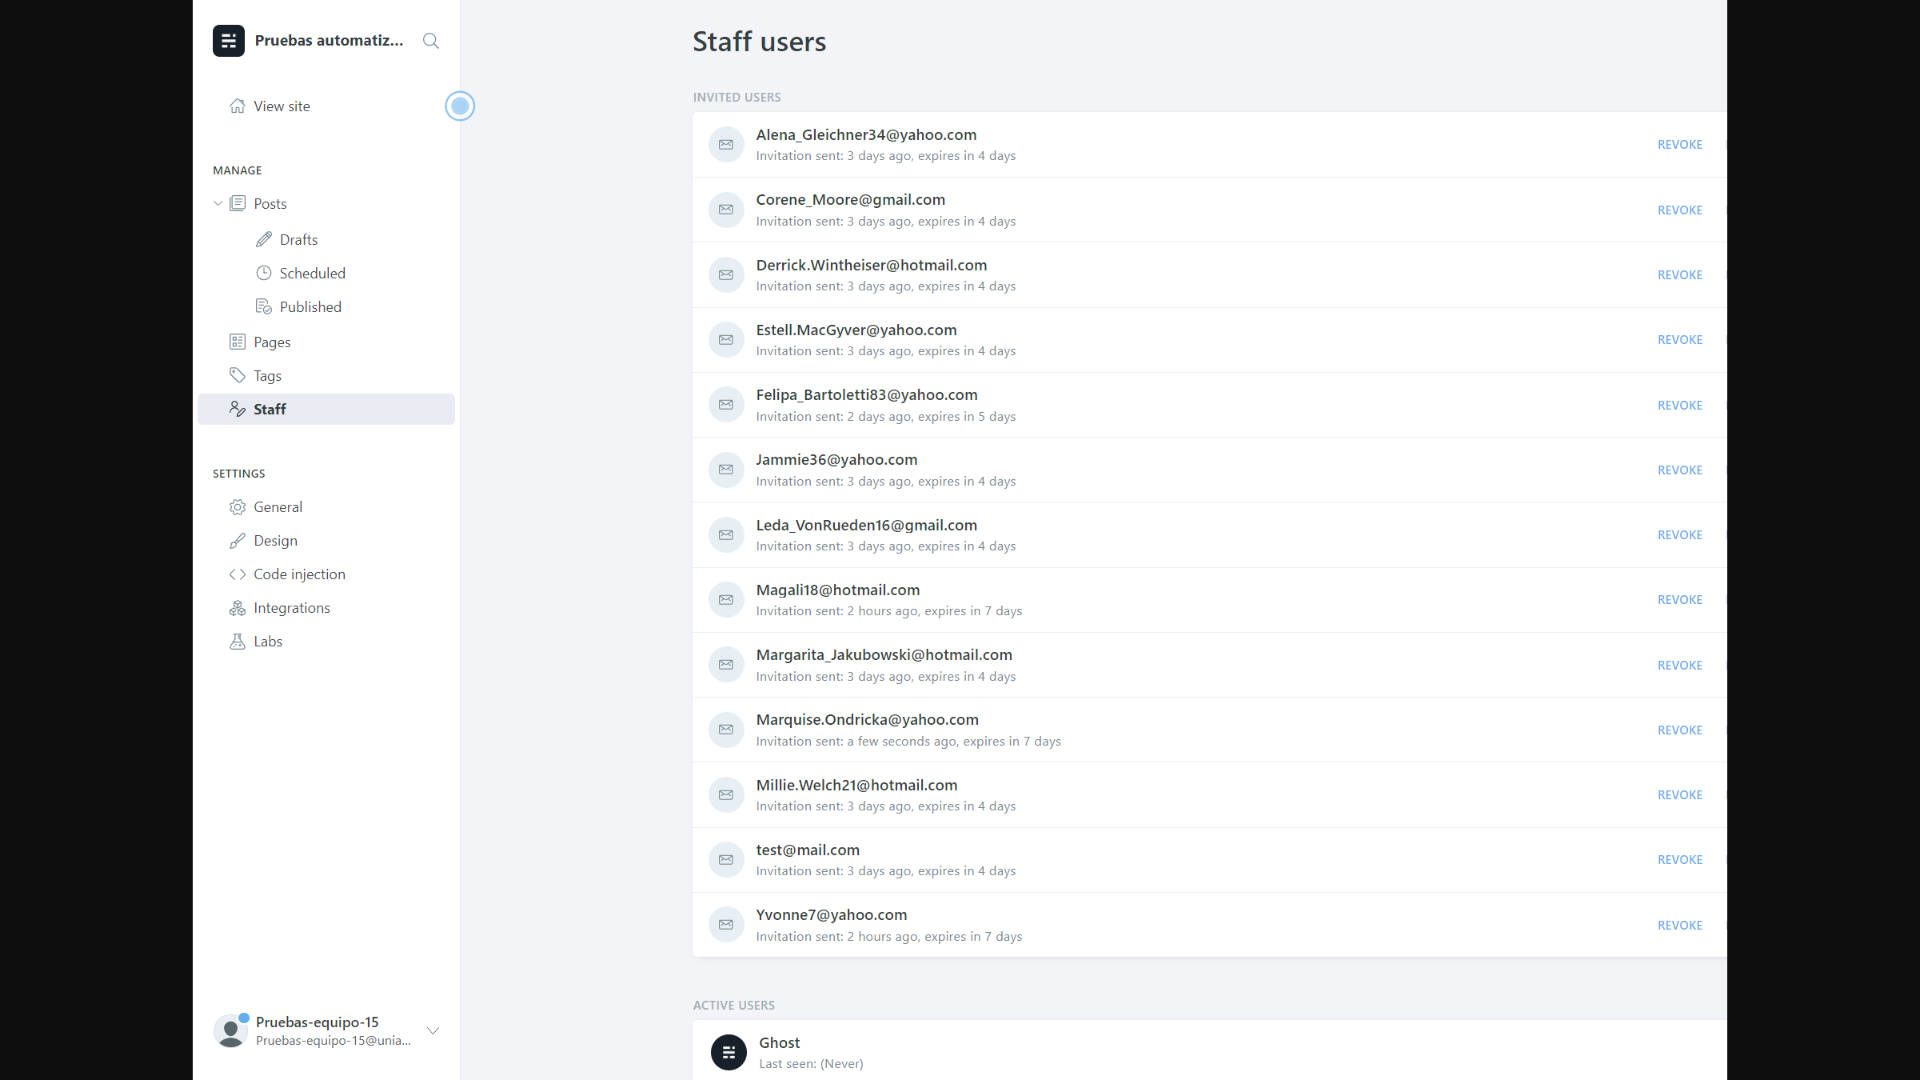 Pruebas automatiz...
View site
MANAGE
Posts
Drafts
Scheduled
Published
Pages
Tags
Staff
SETTINGS
General
Design
Code injection
Integrations
Labs
Pruebas-equipo-15
Pruebas-equipo-15@unia...
Staff users
INVITED USERS
Alena_Gleichner34@yahoo.com
Invitation sent: 3 days ago, expires in 4 days
REVOKE
Corene_Moore@gmail.com
Invitation sent: 3 days ago, expires in 4 days
REVOKE
Derrick.Wintheiser@hotmail.com
Invitation sent: 3 days ago, expires in 4 days
REVOKE
Estell.MacGyver@yahoo.com
Invitation sent: 3 days ago, expires in 4 days
REVOKE
Felipa_Bartoletti83@yahoo.com
Invitation sent: 2 days ago, expires in 5 days
REVOKE
Jammie36@yahoo.com
Invitation sent: 3 days ago, expires in 4 days
REVOKE
Leda_VonRueden16@gmail.com
Invitation sent: 3 days ago, expires in 4 days
REVOKE
Magali18@hotmail.com
Invitation sent: 2 hours ago, expires in 7 days
REVOKE
Margarita_Jakubowski@hotmail.com
Invitation sent: 3 days ago, expires in 4 days
REVOKE
Marquise.Ondricka@yahoo.com
Invitation sent: a few seconds ago, expires in 7 days
REVOKE
Millie.Welch21@hotmail.com
Invitation sent: 3 days ago, expires in 4 days
REVOKE
test@mail.com
Invitation sent: 3 days ago, expires in 4 days
REVOKE
Yvonne7@yahoo.com
Invitation sent: 2 hours ago, expires in 7 days
REVOKE
ACTIVE USERS
Ghost
Last seen: (Never)